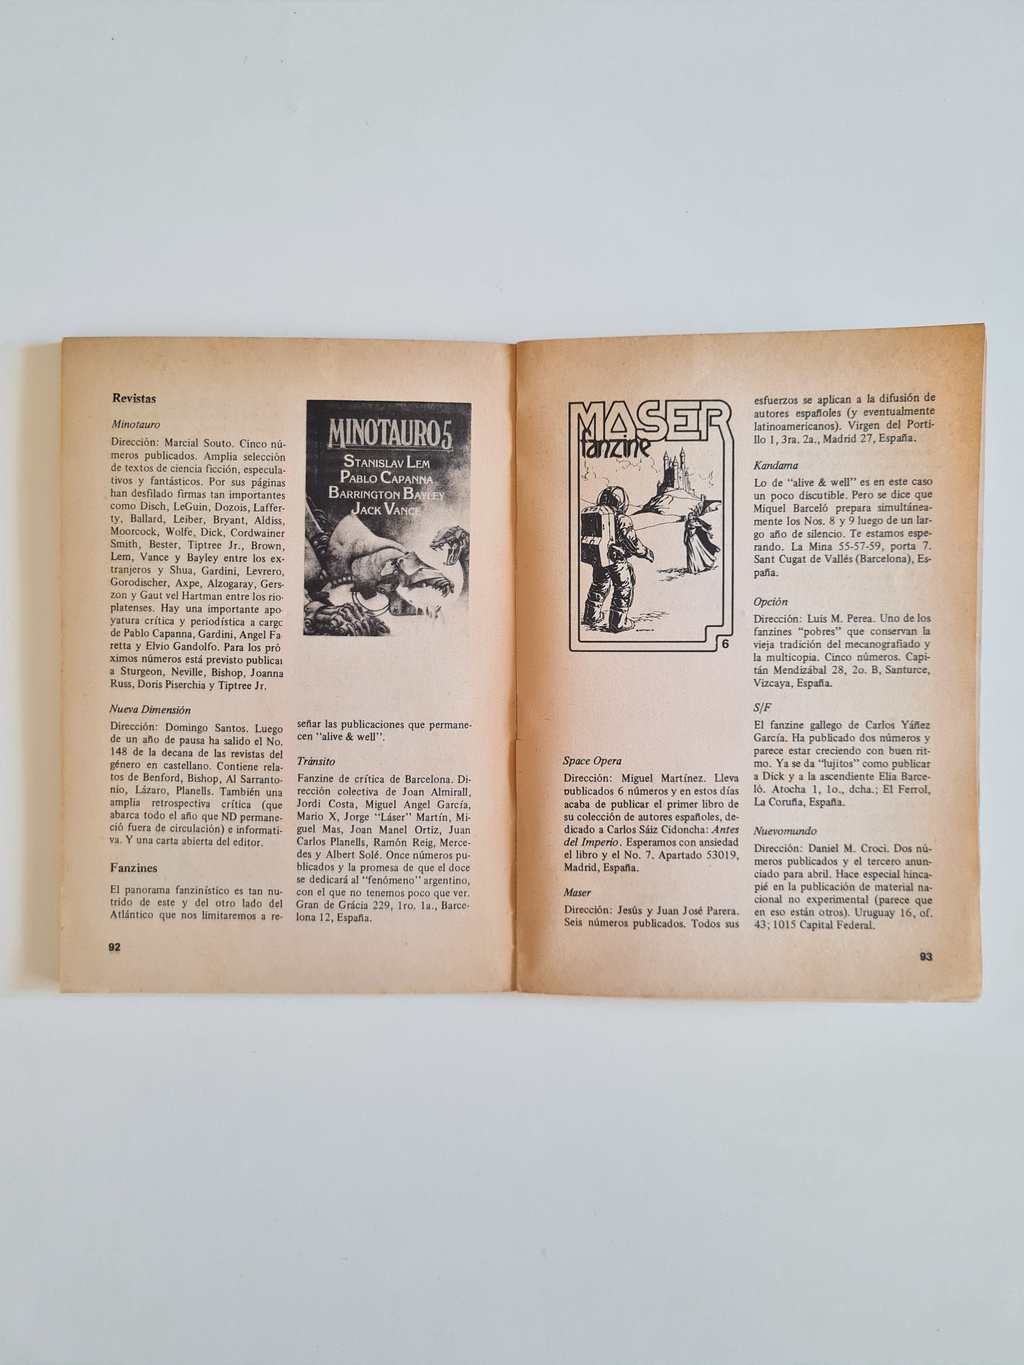 Revistas
Minotauro
Dirección: Marcial Souto. Cinco nú-
meros publicados. Amplia selección
de textos de ciencia ficción, especula-
tivos y fantásticos. Por sus páginas
han desfilado firmas tan importantes
como Disch, LeGuin, Dozois, Laffer-
ty, Ballard, Leiber, Bryant, Aldiss,
Moorcock, Wolfe, Dick, Cordwainer
Smith, Bester, Tiptree Jr., Brown,
Lem, Vance y Bayley entre los ex-
tranjeros y Shua, Gardini, Levrero,
Gorodischer, Axpe, Alzogaray, Gers-
zon y Gaut vel Hartman entre los rio-
platenses. Hay una importante apo
yatura crítica y periodística a cargo
de Pablo Capanna, Gardini, Angel Fa
retta y Elvio Gandolfo. Para los pró
ximos números está previsto publicar
a Sturgeon, Neville, Bishop, Joanna
Russ, Doris Piserchia y Tiptree Jr.
Nueva Dimensión
Dirección: Domingo Santos. Luego
de un año de pausa ha salido el No.
148 de la decana de las revistas del
género en castellano. Contiene rela-
tos de Benford, Bishop, Al Sarranto-
nio, Lázaro, Planells. También una
amplia retrospectiva crítica (que
abarca todo el año que ND permane-
ció fuera de circulación) e informati-
va. Y una carta abierta del editor.
Fanzines
El panorama fanzinístico es tan nu-
trido de este y del otro lado del
Atlántico que nos limitaremos a re-
92
MINOTAURO 5
STANISLAV LEM
PABLO CAPANNA
BARRINGTON BAYLEY
JACK VANCE
señar las publicaciones que permane-
cen "alive & well".
Tránsito
Fanzine de crítica de Barcelona. Di-
rección colectiva de Joan Almirall,
Jordi Costa, Miguel Angel García,
Mario X, Jorge "Láser" Martín, Mi-
guel Mas, Joan Manel Ortiz, Juan
Carlos Planells, Ramón Reig, Merce-
des y Albert Solé. Once números pu-
blicados y la promesa de que el doce
se dedicará al "fenómeno" argentino,
con el que no tenemos poco que ver.
Gran de Grácia 229, 1ro. 1a., Barce-
lona 12, España.
MASER
fanzine
6
Space Opera
Dirección: Miguel Martínez. Lleva
publicados 6 números y en estos días
acaba de publicar el primer libro de
su colección de autores españoles, de-
dicado a Carlos Sáiz Cidoncha: Antes
del Imperio. Esperamos con ansiedad
el libro y el No. 7. Apartado 53019,
Madrid, España.
Maser
Dirección: Jesús y Juan José Parera.
Seis números publicados. Todos sus
esfuerzos se aplican a la difusión de
autores españoles (y eventualmente
latinoamericanos). Virgen del Porti-
llo 1, 3ra. 2a., Madrid 27, España.
Kandama
Lo de "alive & well" es en este caso
un poco discutible. Pero se dice que
Miquel Barceló prepara simultánea-
mente los Nos. 8 y 9 luego de un lar-
go año de silencio. Te estamos espe-
rando. La Mina 55-57-59, porta 7.
Sant Cugat de Vallés (Barcelona), Es-
paña.
Opción
Dirección: Luis M. Perea. Uno de los
fanzines "pobres" que conservan la
vieja tradición del mecanografiado y
la multicopia. Cinco números. Capi-
tán Mendizábal 28, 2o. B, Santurce,
Vizcaya, España.
S/F
El fanzine gallego de Carlos Yáñez
García. Ha publicado dos números y
parece estar creciendo con buen rit-
mo. Ya se da "lujitos" como publicar
a Dick y a la ascendiente Elia Barce-
ló. Atocha 1, 1o., dcha.; El Ferrol,
La Coruña, España.
Nuevomundo
Dirección: Daniel M. Croci. Dos nú-
meros publicados y el tercero anun-
ciado para abril. Hace especial hinca-
pié en la publicación de material na-
cional no experimental (parece que
en eso están otros). Uruguay 16, of.
43; 1015 Capital Federal.
93